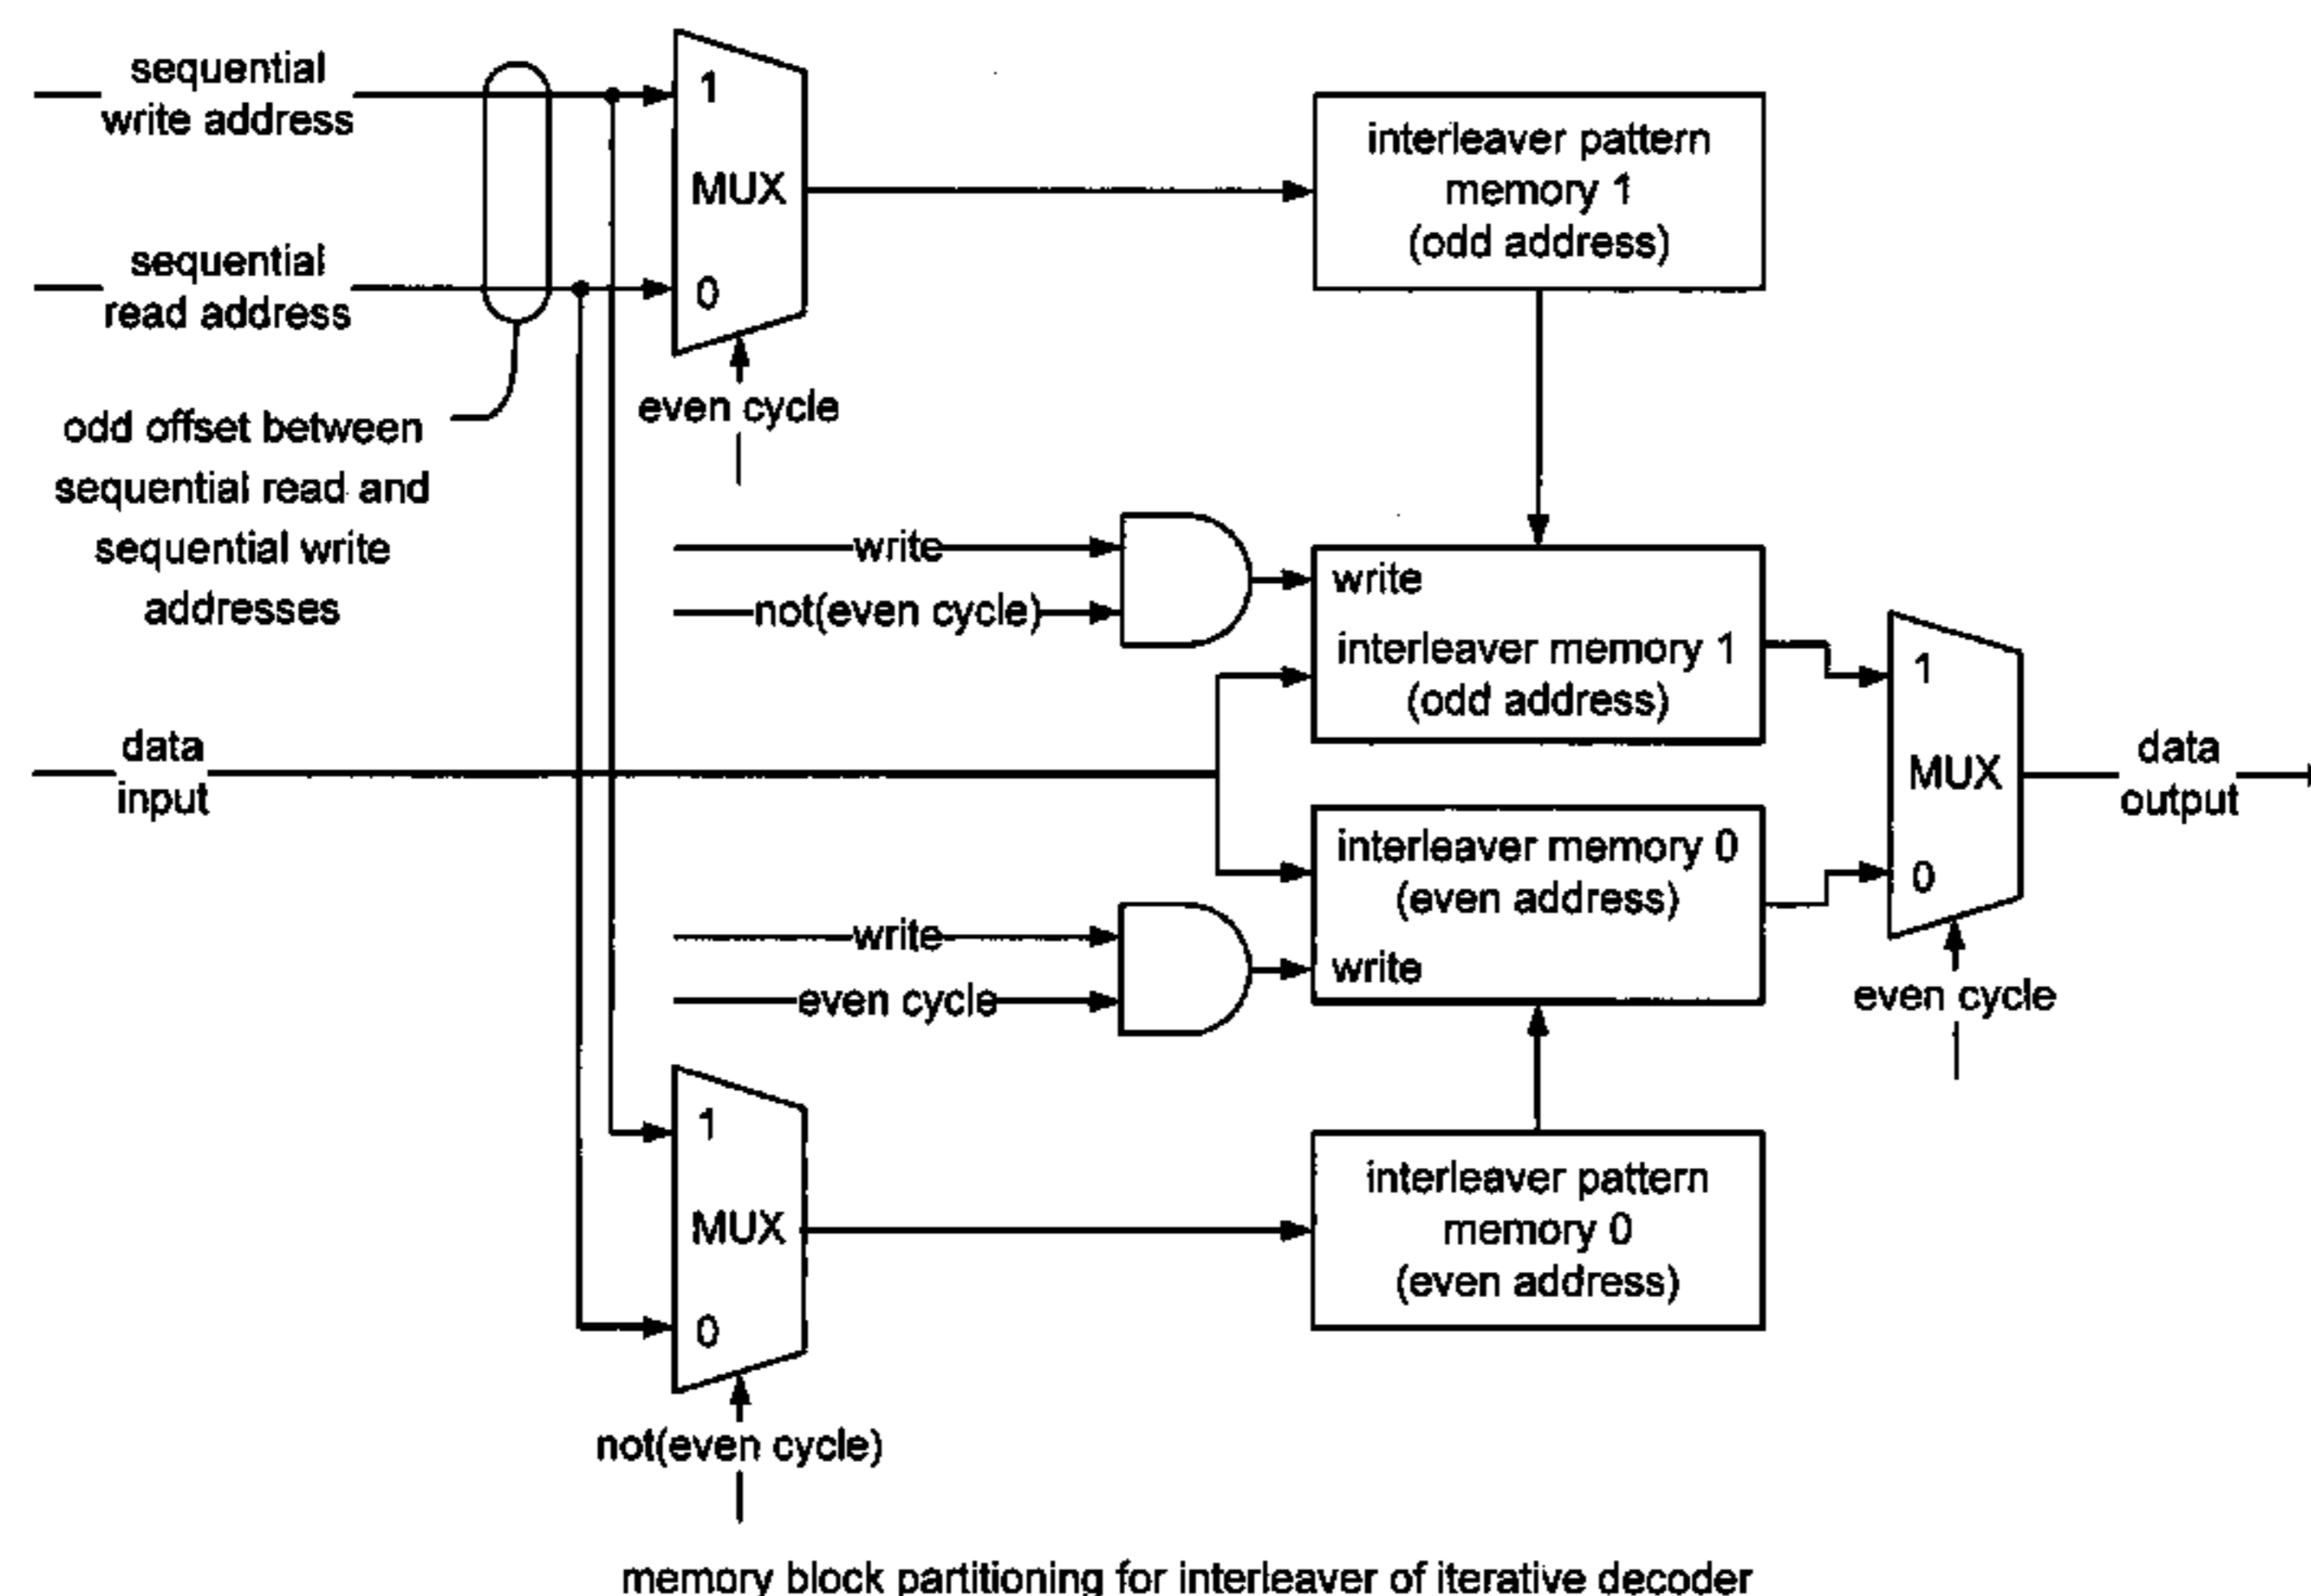 sequential
write address
sequential
read address
odd offset between
sequential read and
sequential write
addresses
1
MUX
0
even cycle
interleaver pattern
memory 1
(odd address)
write
not(even cycle)
write
interleaver memory 1
(odd address)
data
input
interleaver memory 0
(even address)
write
write
even cycle
1
MUX
0
even cycle
data
output
1
MUX
0
not(even cycle)
interleaver pattern
memory 0
(even address)
memory block partitioning for interleaver of iterative decoder